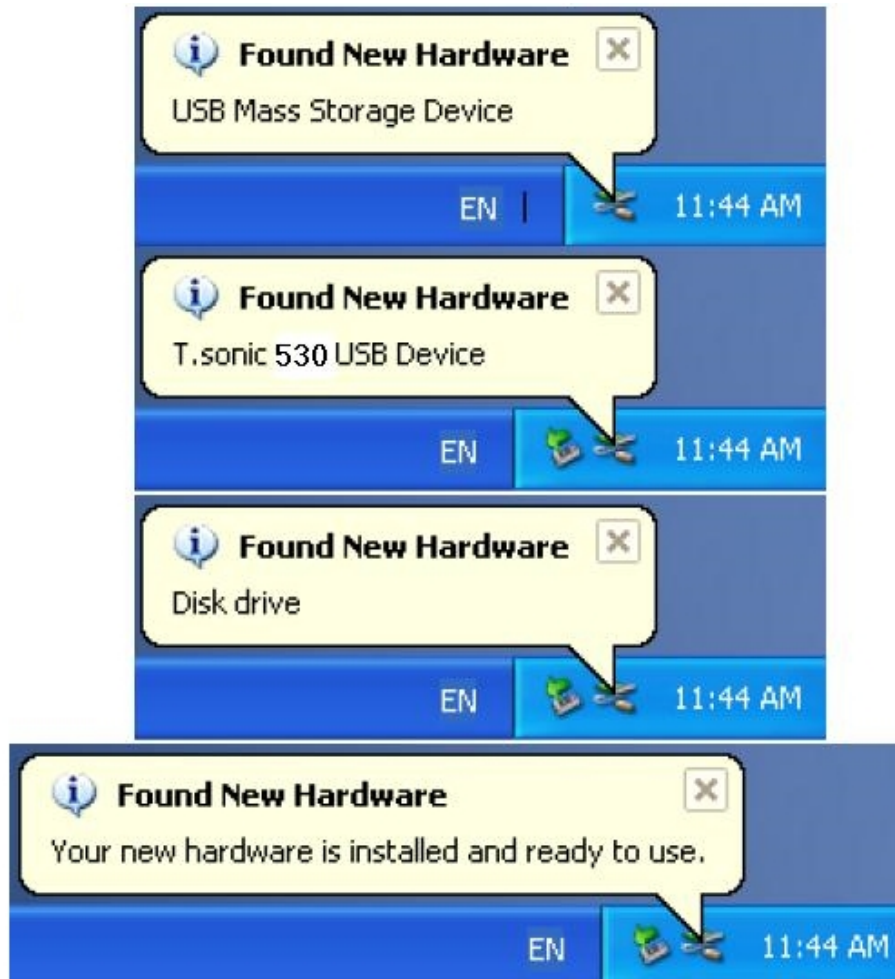 Found New Hardware
USB Mass Storage Device
EN
11:44 AM
Found New Hardware
T.sonic 530 USB Device
EN
11:44 AM
Found New Hardware
Disk drive
EN
11:44 AM
Found New Hardware
Your new hardware is installed and ready to use.
EN
11:44 AM